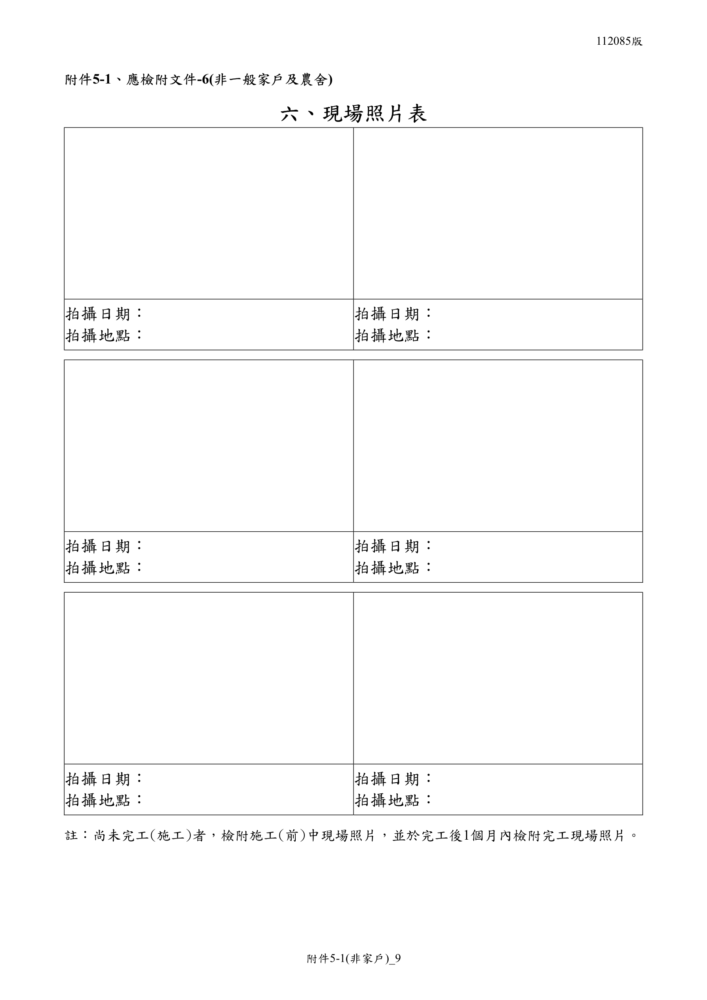 112085版
附件5-1、應檢附文件-6(非一般家戶及農舍)
六、現場照片表
拍攝日期：
拍攝地點：
拍攝日期：
拍攝地點：
拍攝日期：
拍攝地點：
拍攝日期：
拍攝地點：
拍攝日期：
拍攝地點：
拍攝日期：
拍攝地點：
註：尚未完工(施工)者，檢附施工(前)中現場照片，並於完工後1個月內檢附完工現場照片。
附件5-1(非家戶)_9